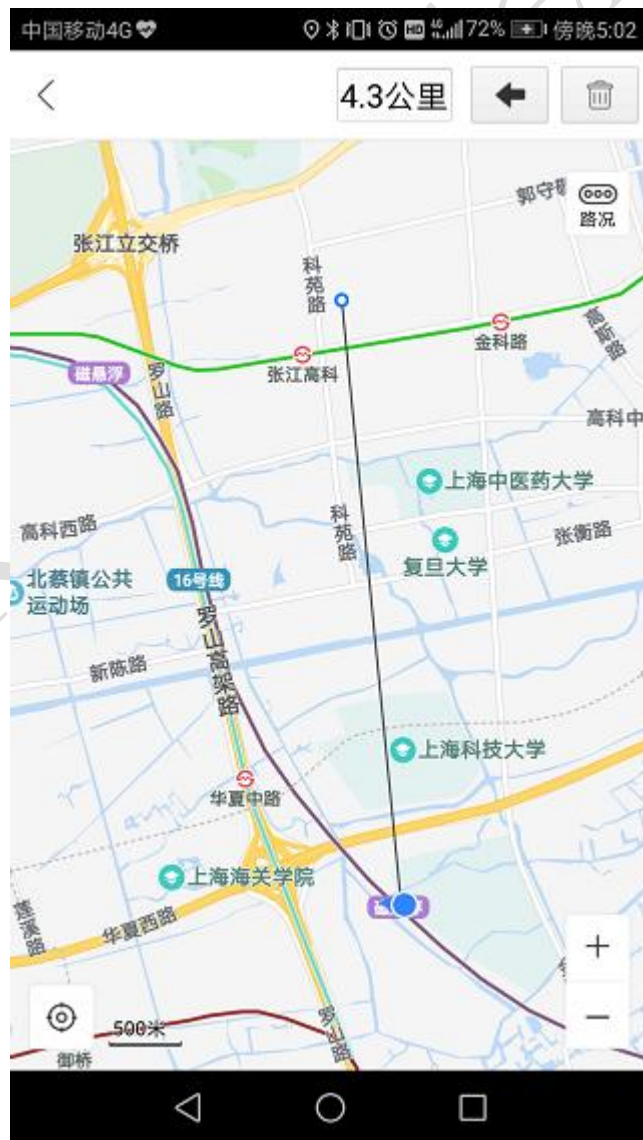 中国移动4G
HD 4G 72% 傍晚5:02
4.3公里
郭守
路况
张江立交桥
科苑路
高斯路
金科路
张江高科
磁悬浮
罗山路
高科中
上海中医药大学
科苑路
高科西路
张衡路
复旦大学
北蔡镇公共
运动场
16号线
罗山高架路
新陈路
上海科技大学
华夏中路
上海海关学院
莲溪路
华夏西路
500米
罗山路
御桥